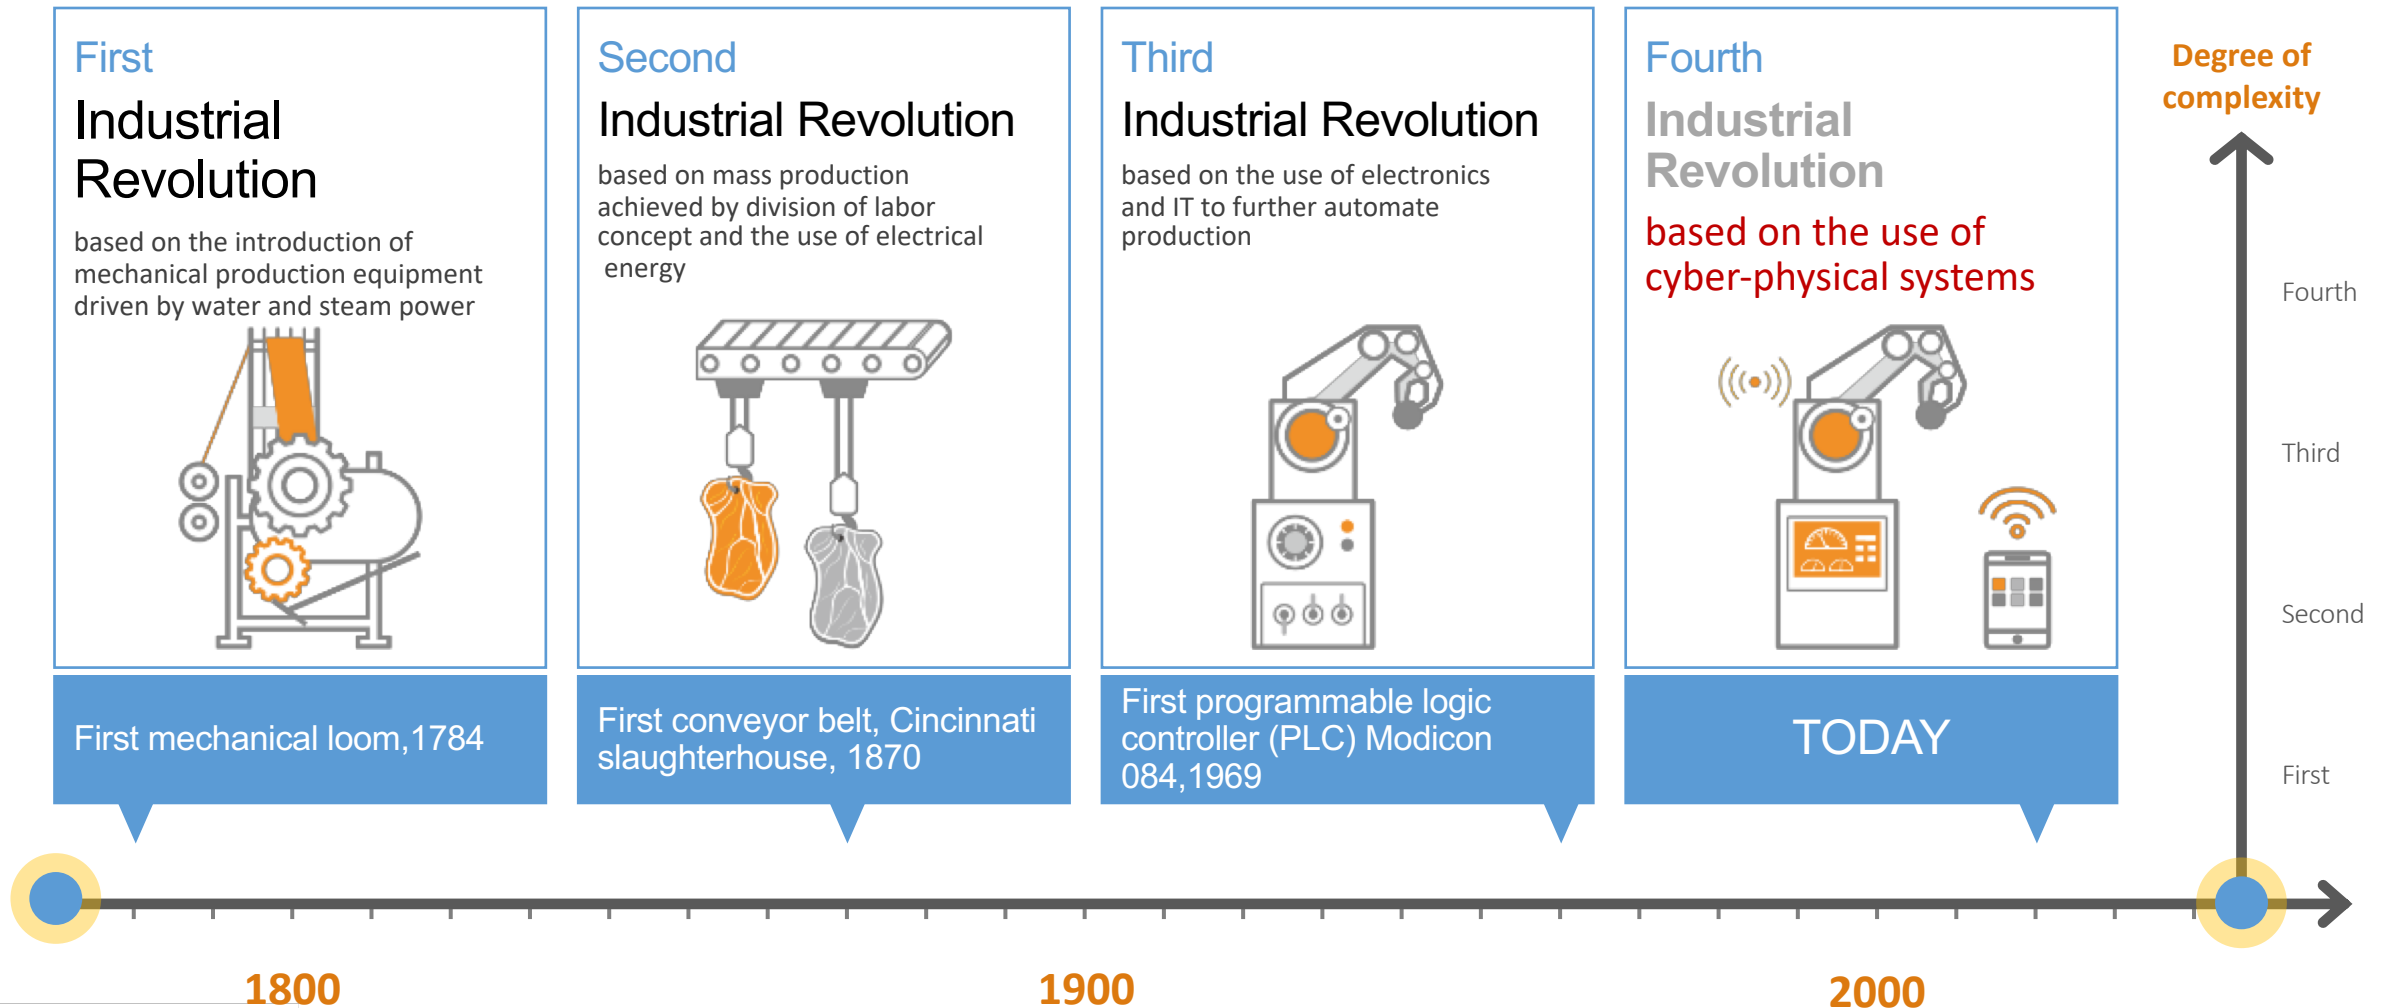 First
Industrial
Revolution
based on the introduction of
mechanical production equipment
driven by water and steam power
First mechanical loom,1784
Second
Industrial Revolution
based on mass production
achieved by division of labor
concept and the use of electrical
energy
First conveyor belt, Cincinnati
slaughterhouse, 1870
Third
Industrial Revolution
based on the use of electronics
and IT to further automate
production
First programmable logic
controller (PLC) Modicon
084,1969
Fourth
Industrial
Revolution
based on the use of
cyber-physical systems
TODAY
Degree of
complexity
Fourth
Third
Second
First
1800
1900
2000